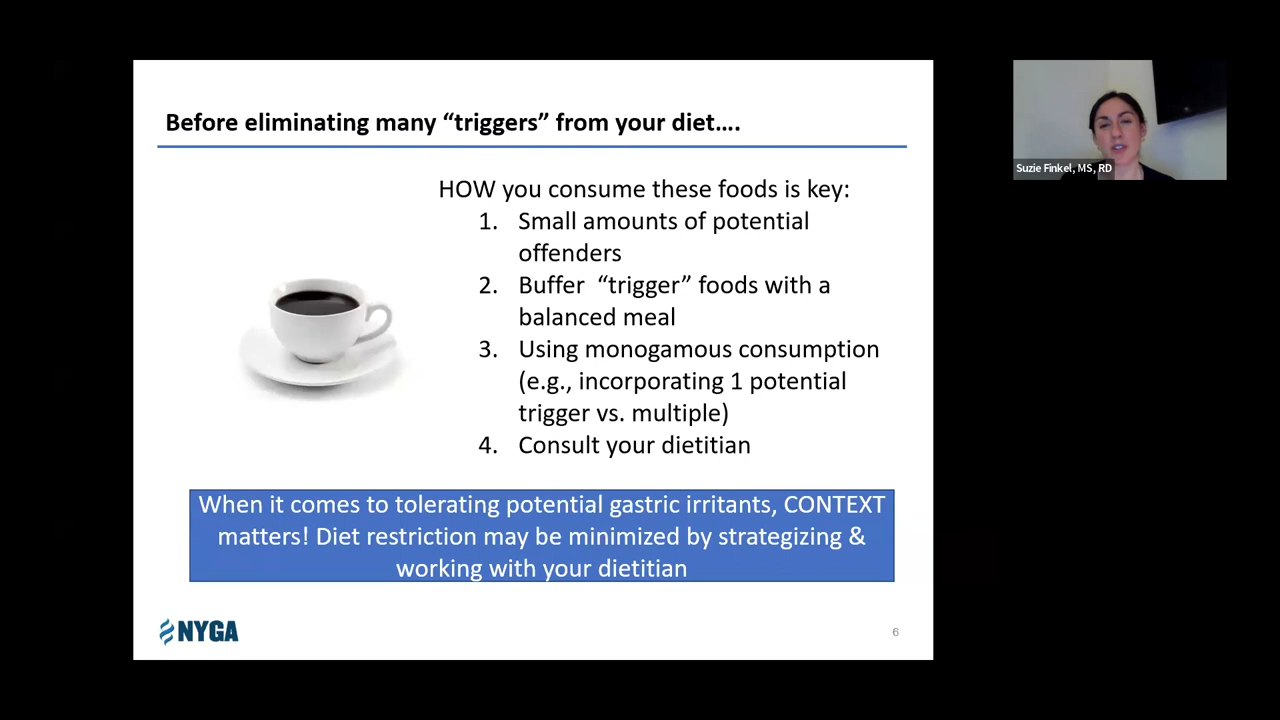 Before eliminating many “triggers” from your diet….
HOW you consume these foods is key:
1. Small amounts of potential
offenders
2. Buffer “trigger” foods with a
balanced meal
3. Using monogamous consumption
(e.g., incorporating 1 potential
trigger vs. multiple)
4. Consult your dietitian
When it comes to tolerating potential gastric irritants, CONTEXT
matters! Diet restriction may be minimized by strategizing &
working with your dietitian
NYGA
6
Suzie Finkel, MS, RD